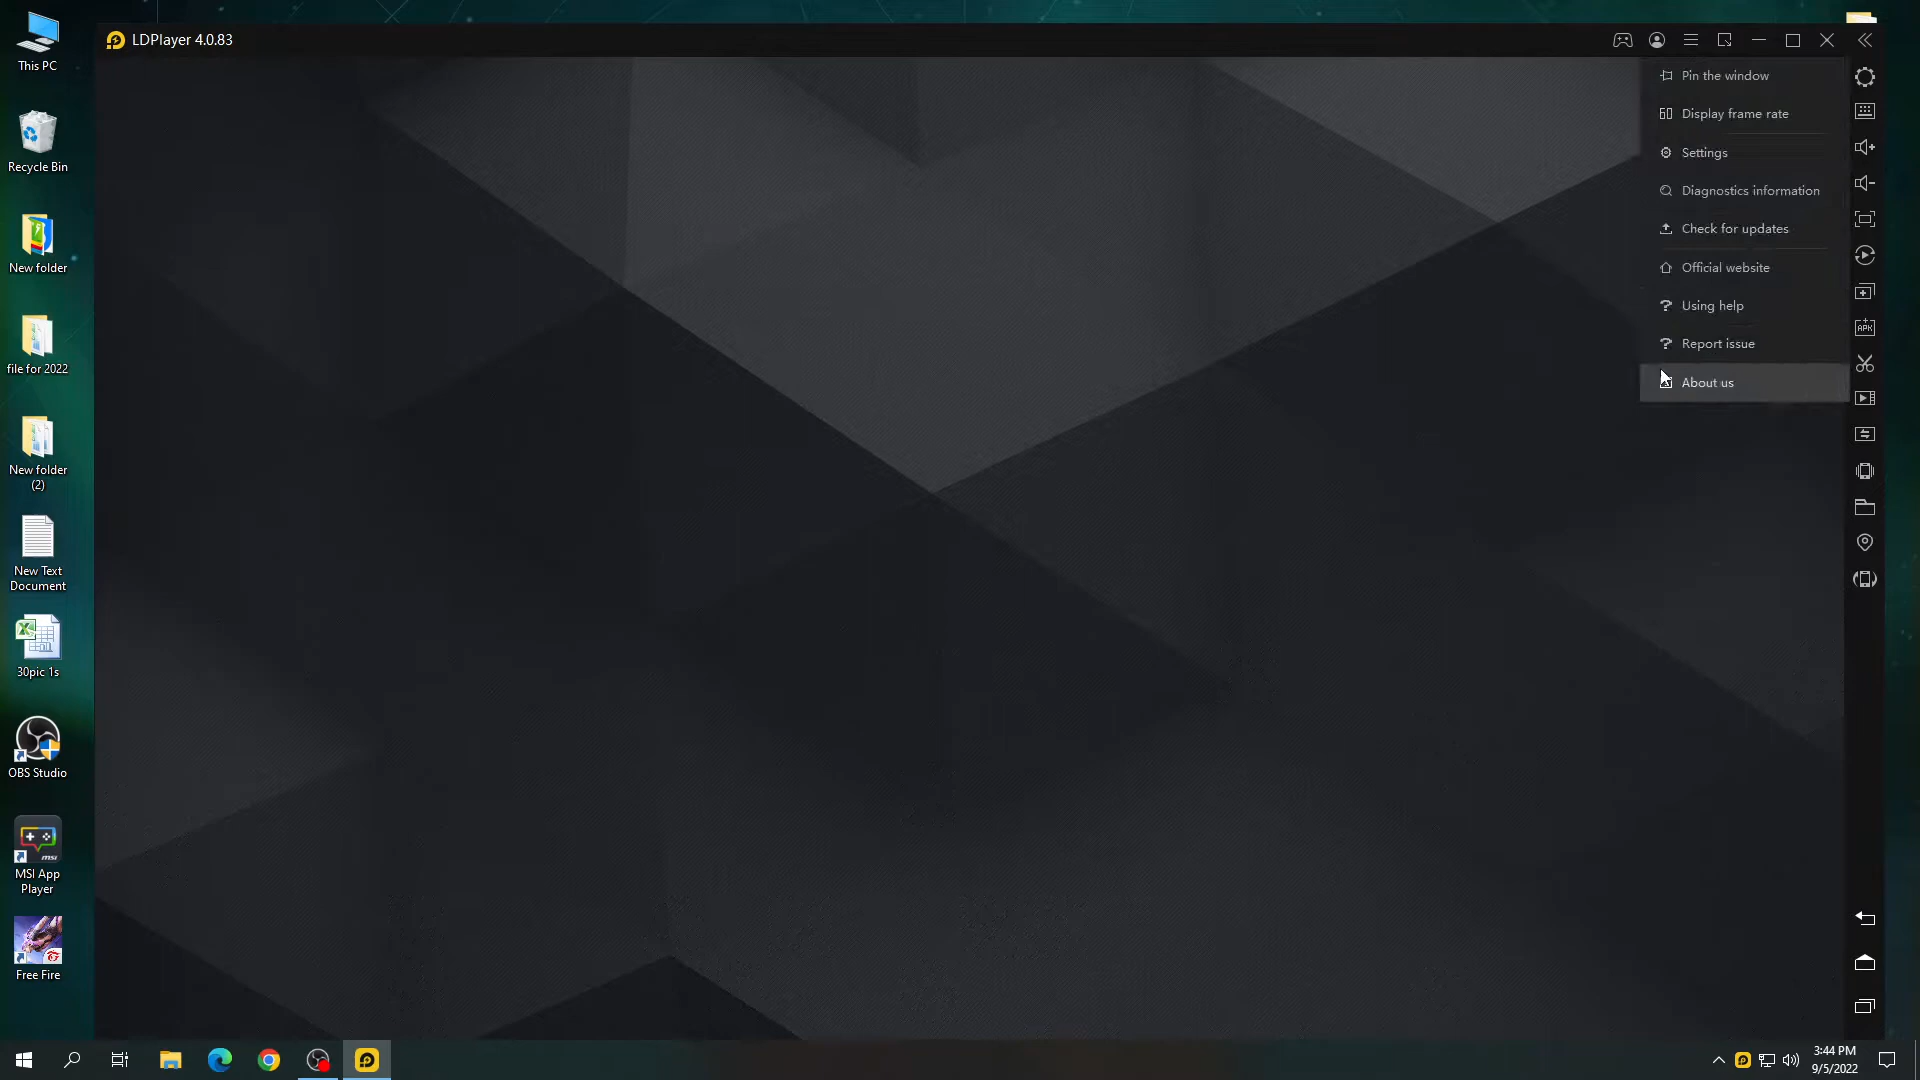 LDPlayer 4.0.83
This PC
Recycle Bin
New folder
file for 2022
New folder
(2)
New Text
Document
30pic 1s
OBS Studio
msi
MSI App
Player
Free Fire
Pin the window
Display frame rate
Settings
Diagnostics information
Check for updates
Official website
Using help
Report issue
About us
APK
3:44 PM
9/5/2022